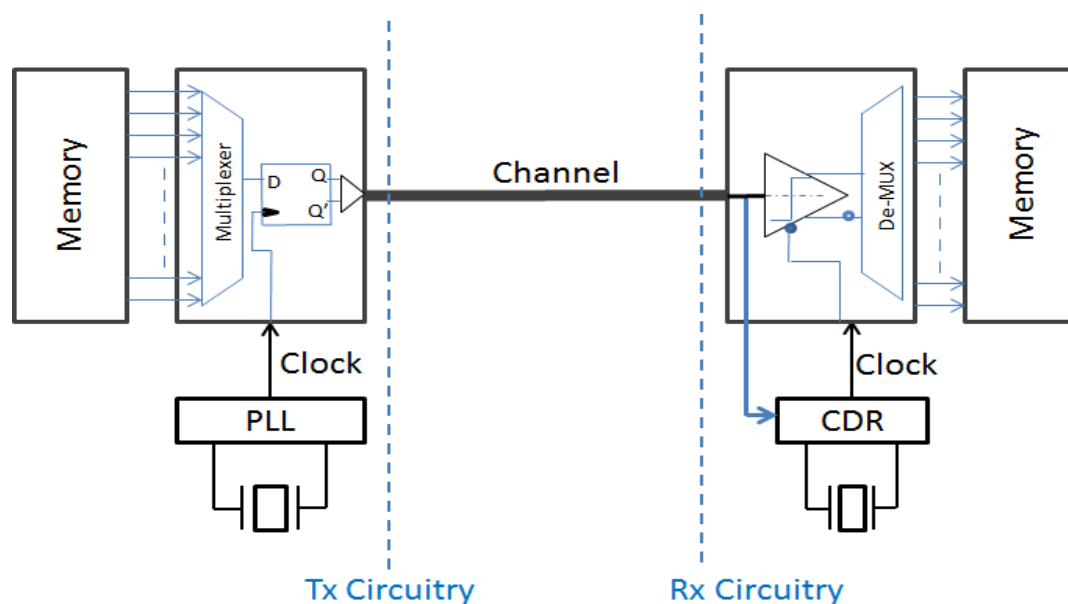 Memory
Multiplexer
D
Q
Q'
Channel
De-MUX
Memory
Clock
Clock
PLL
CDR
Tx Circuitry
Rx Circuitry